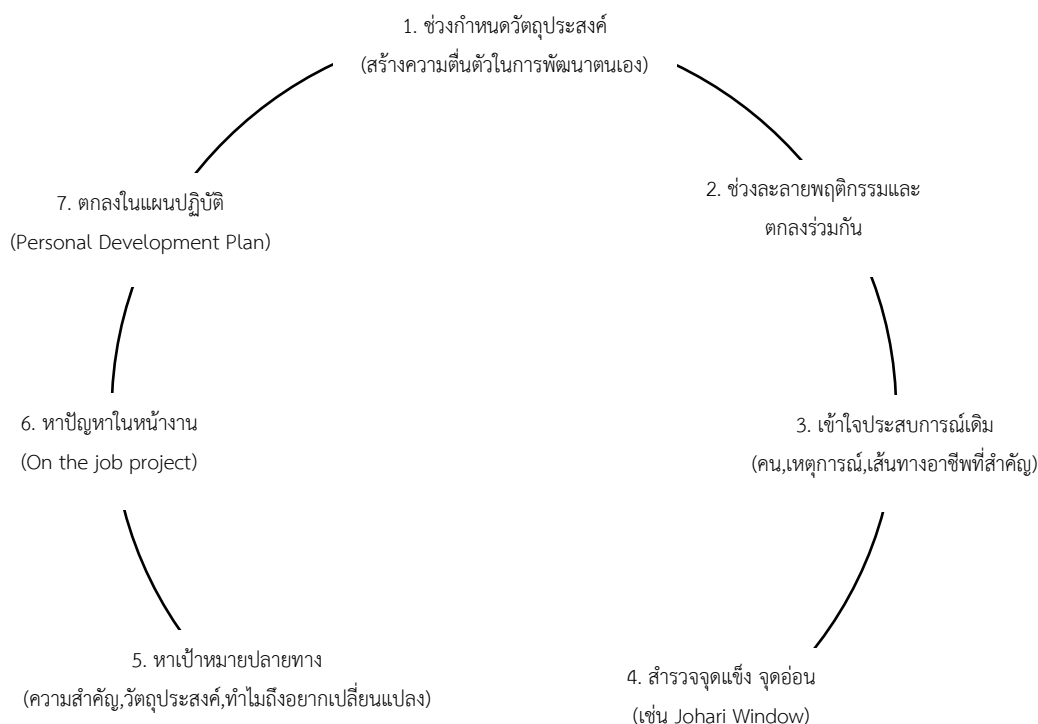 1. ช่วงกำหนดวัตถุประสงค์
(สร้างความตื่นตัวในการพัฒนาตนเอง)
2. ช่วงละลายพฤติกรรมและ
ตกลงร่วมกัน
3. เข้าใจประสบการณ์เดิม
(คน,เหตุการณ์,เส้นทางอาชีพที่สำคัญ)
4. สำรวจจุดแข็ง จุดอ่อน
(เช่น Johari Window)
5. หาเป้าหมายปลายทาง
(ความสำคัญ,วัตถุประสงค์,ทำไมถึงอยากเปลี่ยนแปลง)
6. หาปัญหาในหน้างาน
(On the job project)
7. ตกลงในแผนปฏิบัติ
(Personal Development Plan)